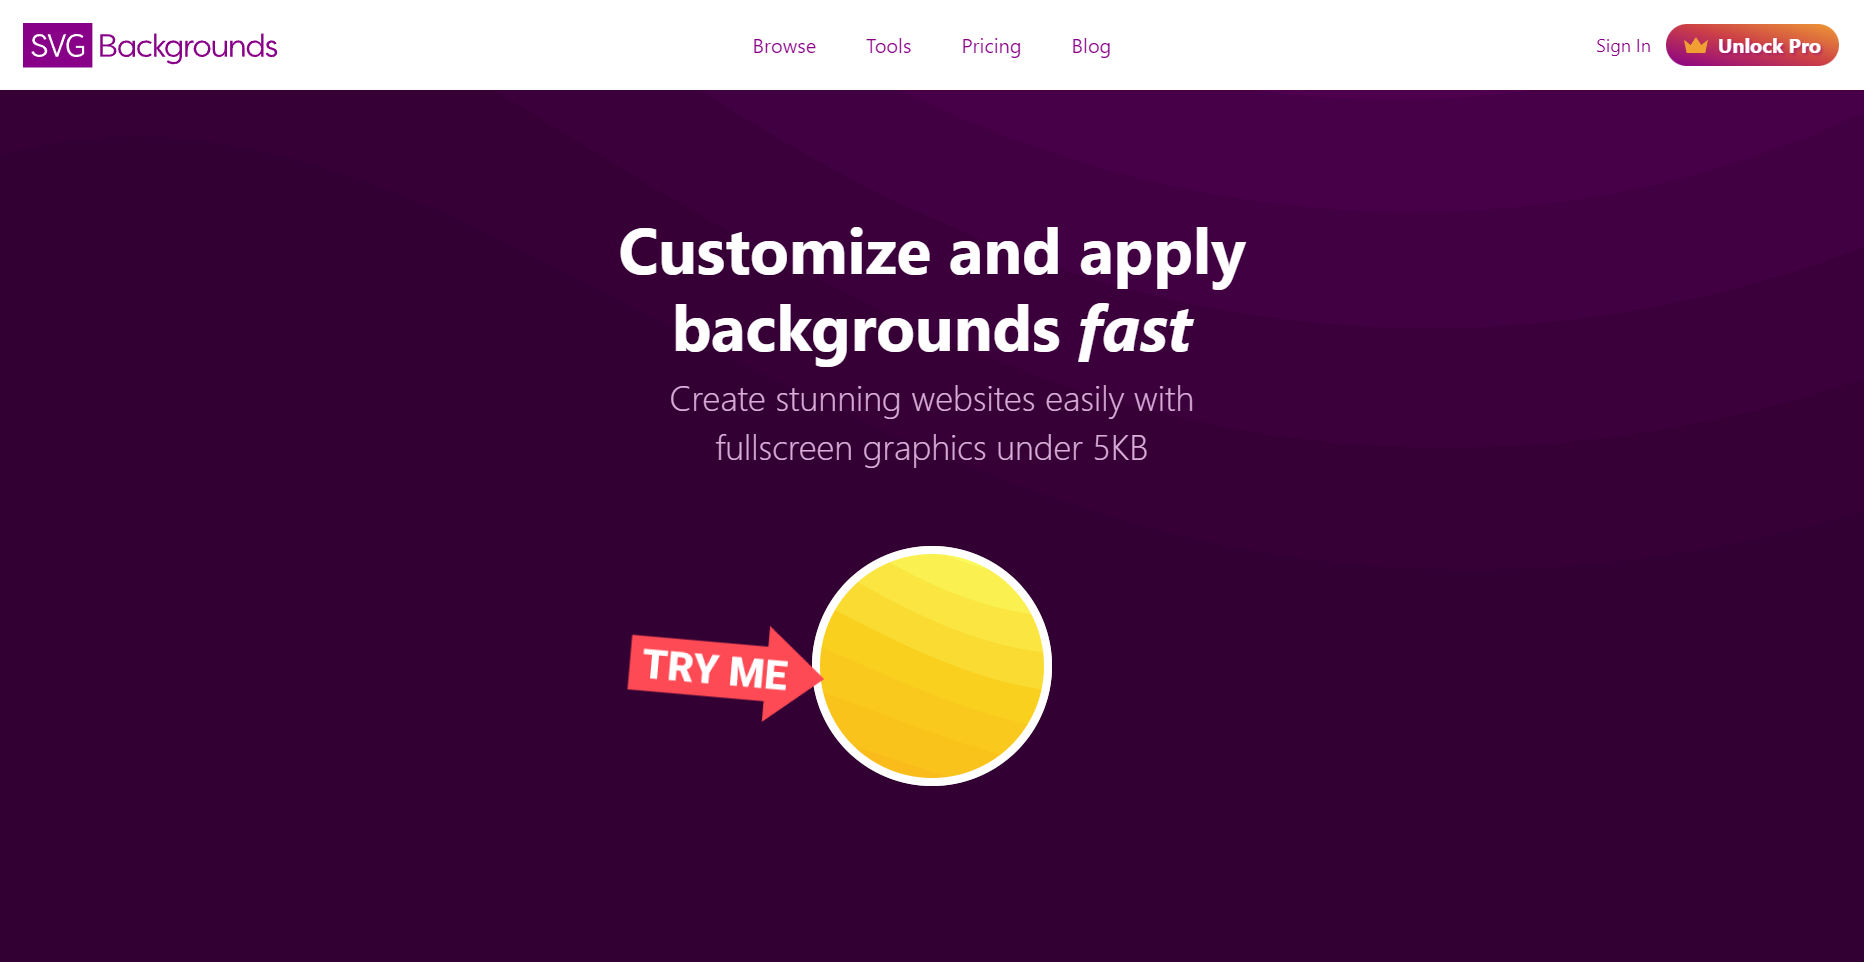 SVG Backgrounds
Browse
Tools
Pricing
Blog
Sign In
Unlock Pro
Customize and apply
backgrounds fast
Create stunning websites easily with
fullscreen graphics under 5KB
TRY ME